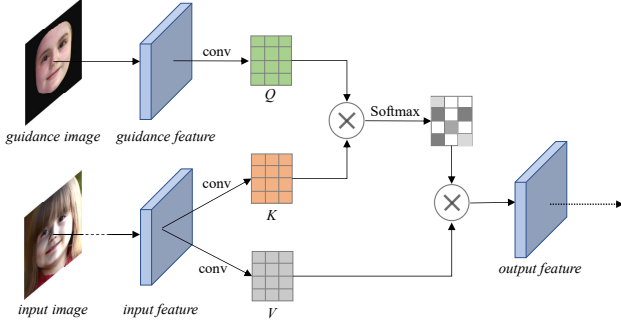 conv
Q
guidance image
guidance feature
Softmax
conv
K
conv
output feature
input image
input feature
V